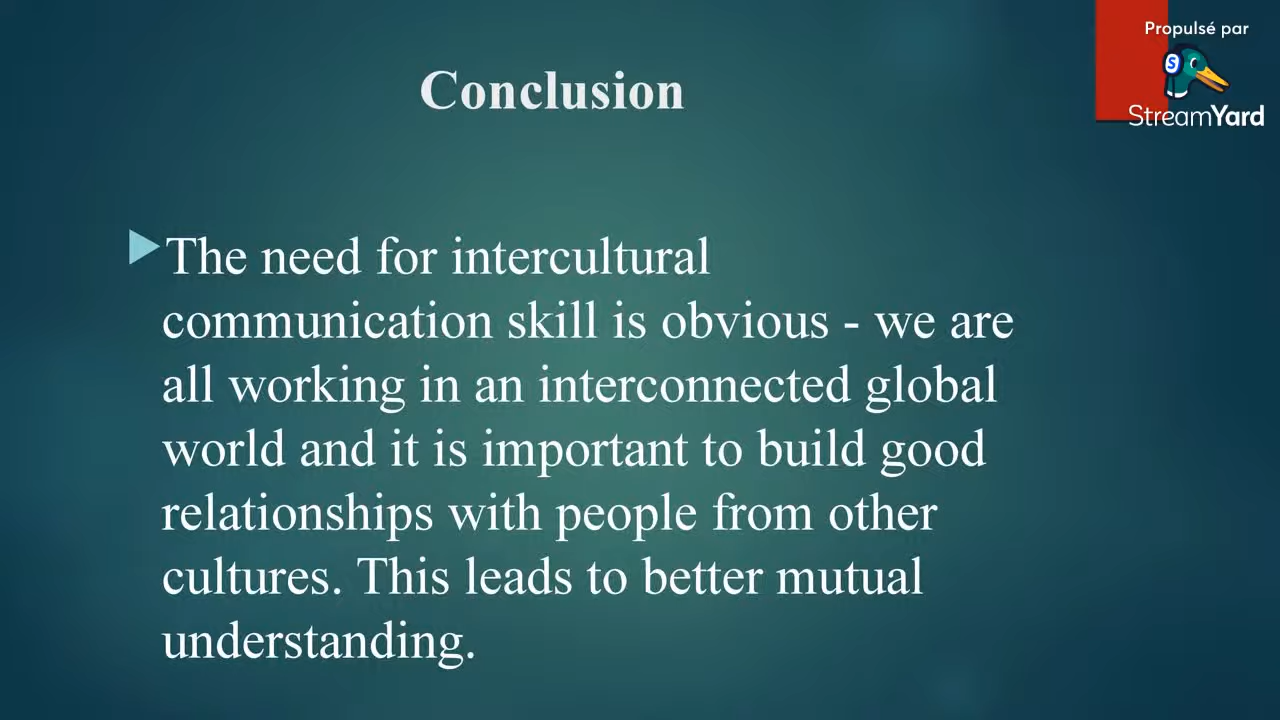 Propulsé par
S
StreamYard
Conclusion
The need for intercultural
communication skill is obvious - we are
all working in an interconnected global
world and it is important to build good
relationships with people from other
cultures. This leads to better mutual
understanding.